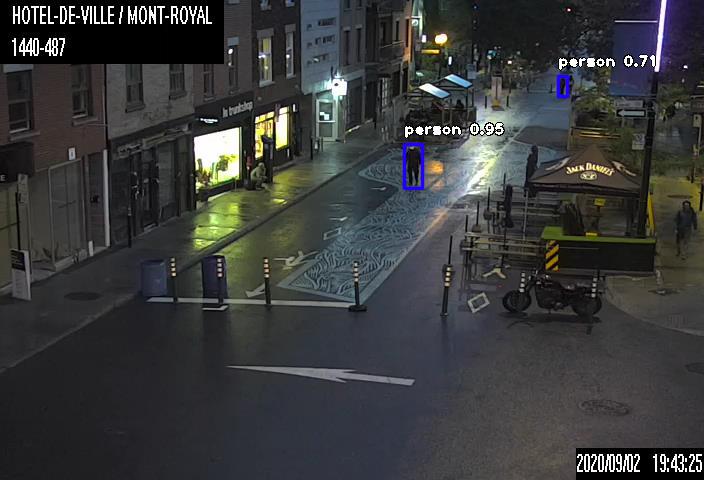 HOTEL-DE-VILLE / MONT-ROYAL
1440-487
person 0.71
person 0.95
JACK DANIEL'S
2020/09/02 19:43:25